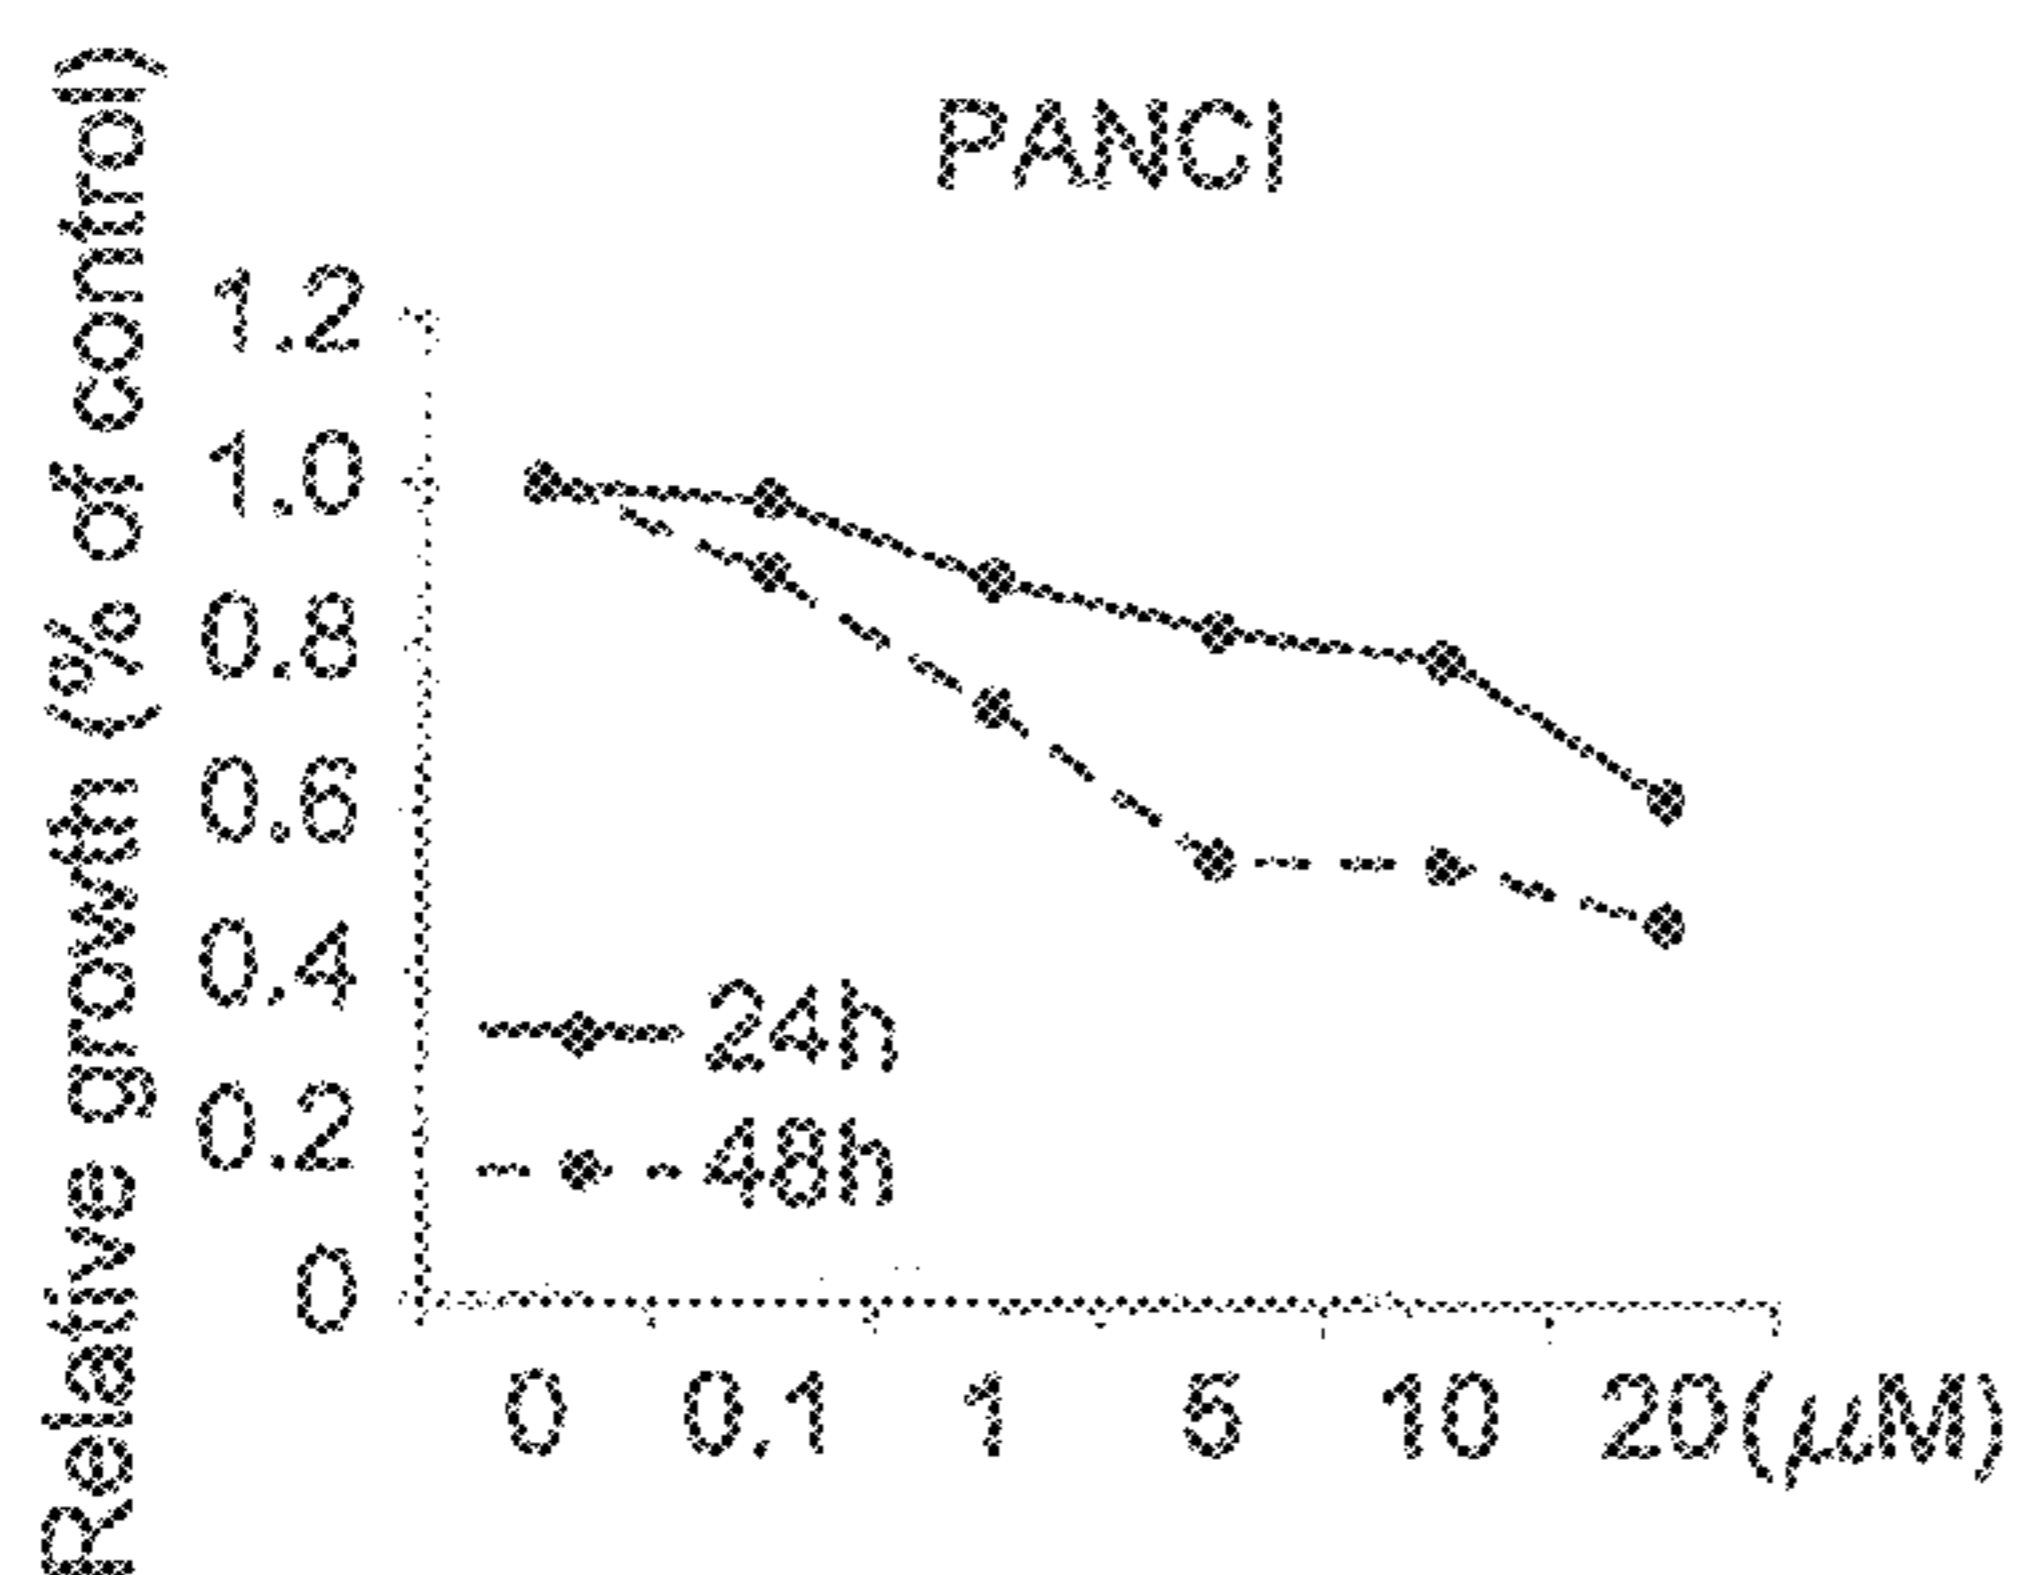 PANCI
Relative growth (% of control)
1.2
1.0
0.8
0.6
0.4
0.2
0
24h
48h
0 0.1 1 5 10 20(μM)